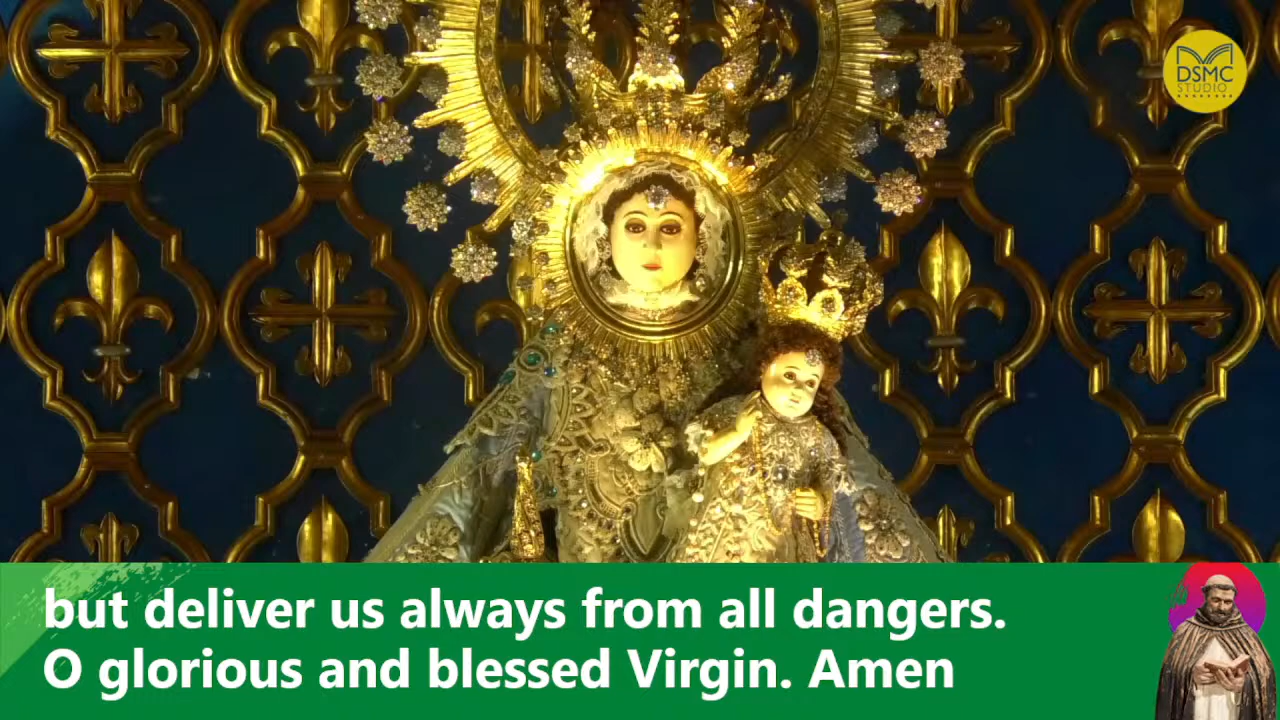 DSMC
STUDIO
but deliver us always from all dangers.
O glorious and blessed Virgin. Amen